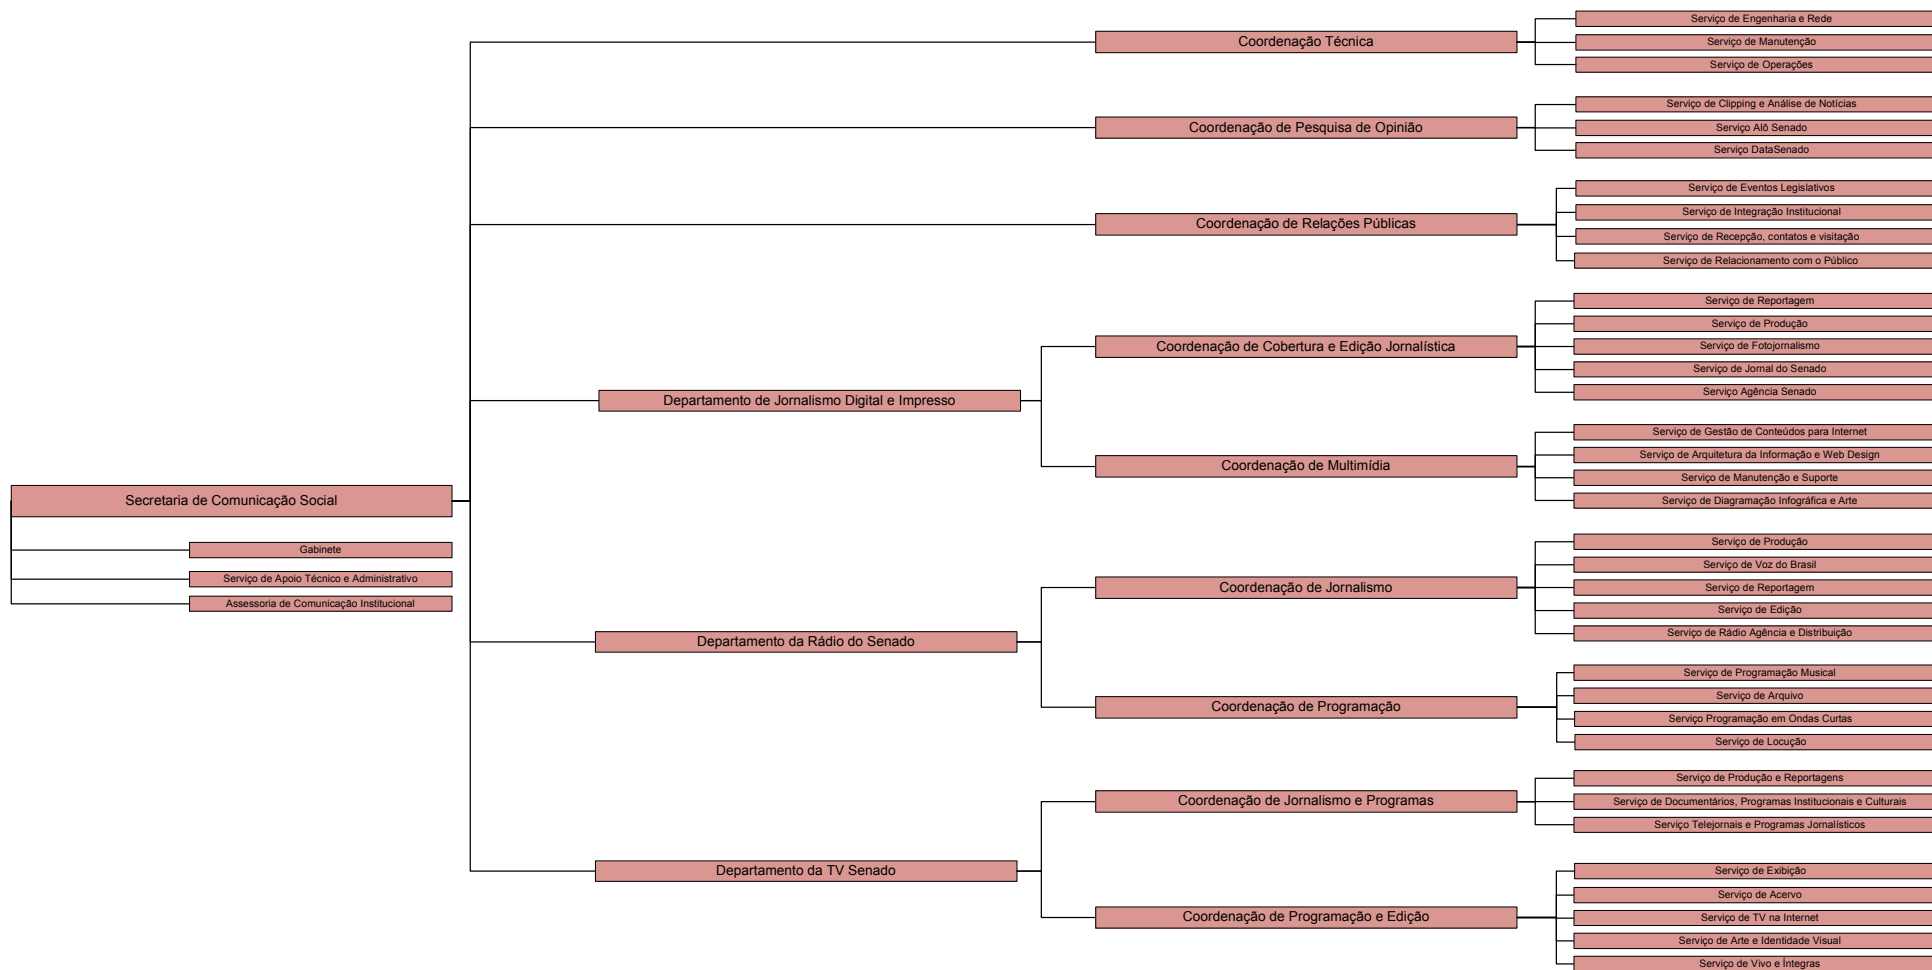 Secretaria de Comunicação Social
Gabinete
Serviço de Apoio Técnico e Administrativo
Assessoria de Comunicação Institucional
Coordenação Técnica
Serviço de Engenharia e Rede
Serviço de Manutenção
Serviço de Operações
Coordenação de Pesquisa de Opinião
Serviço de Clipping e Análise de Notícias
Serviço Alô Senado
Serviço DataSenado
Coordenação de Relações Públicas
Serviço de Eventos Legislativos
Serviço de Integração Institucional
Serviço de Recepção, contatos e visitação
Serviço de Relacionamento com o Público
Departamento de Jornalismo Digital e Impresso
Coordenação de Cobertura e Edição Jornalística
Serviço de Reportagem
Serviço de Produção
Serviço de Fotojornalismo
Serviço de Jornal do Senado
Serviço Agência Senado
Coordenação de Multimídia
Serviço de Gestão de Conteúdos para Internet
Serviço de Arquitetura da Informação e Web Design
Serviço de Manutenção e Suporte
Serviço de Diagramação Infográfica e Arte
Departamento da Rádio do Senado
Coordenação de Jornalismo
Serviço de Produção
Serviço de Voz do Brasil
Serviço de Reportagem
Serviço de Edição
Serviço de Rádio Agência e Distribuição
Coordenação de Programação
Serviço de Programação Musical
Serviço de Arquivo
Serviço Programação em Ondas Curtas
Serviço de Locução
Departamento da TV Senado
Coordenação de Jornalismo e Programas
Serviço de Produção e Reportagens
Serviço de Documentários, Programas Institucionais e Culturais
Serviço Telejornais e Programas Jornalísticos
Coordenação de Programação e Edição
Serviço de Exibição
Serviço de Acervo
Serviço de TV na Internet
Serviço de Arte e Identidade Visual
Serviço de Vivo e Íntegras